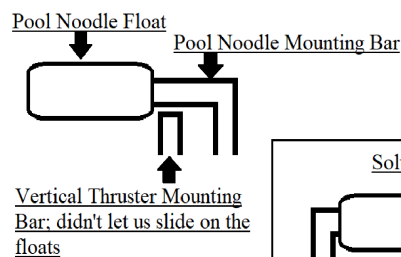 Pool Noodle Float
Pool Noodle Mounting Bar
Vertical Thruster Mounting
Bar; didn't let us slide on the
floats